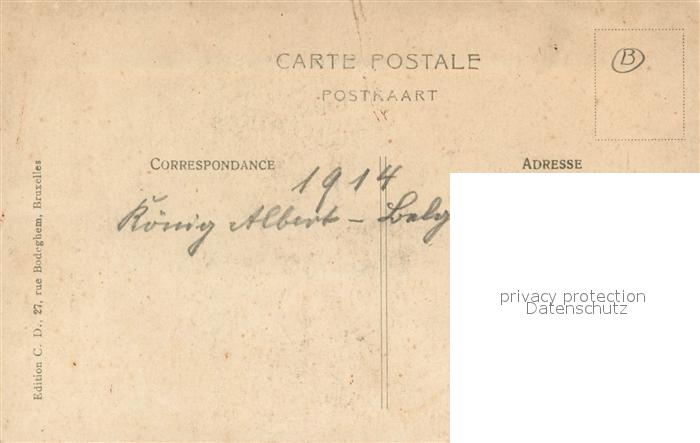 CARTE POSTALE
POSTKAART
B
CORRESPONDANCE
ADRESSE
1914
König Albert – Belg
Edition C. D., 27, rue Bodeghem, Bruxelles
privacy protection
Datenschutz